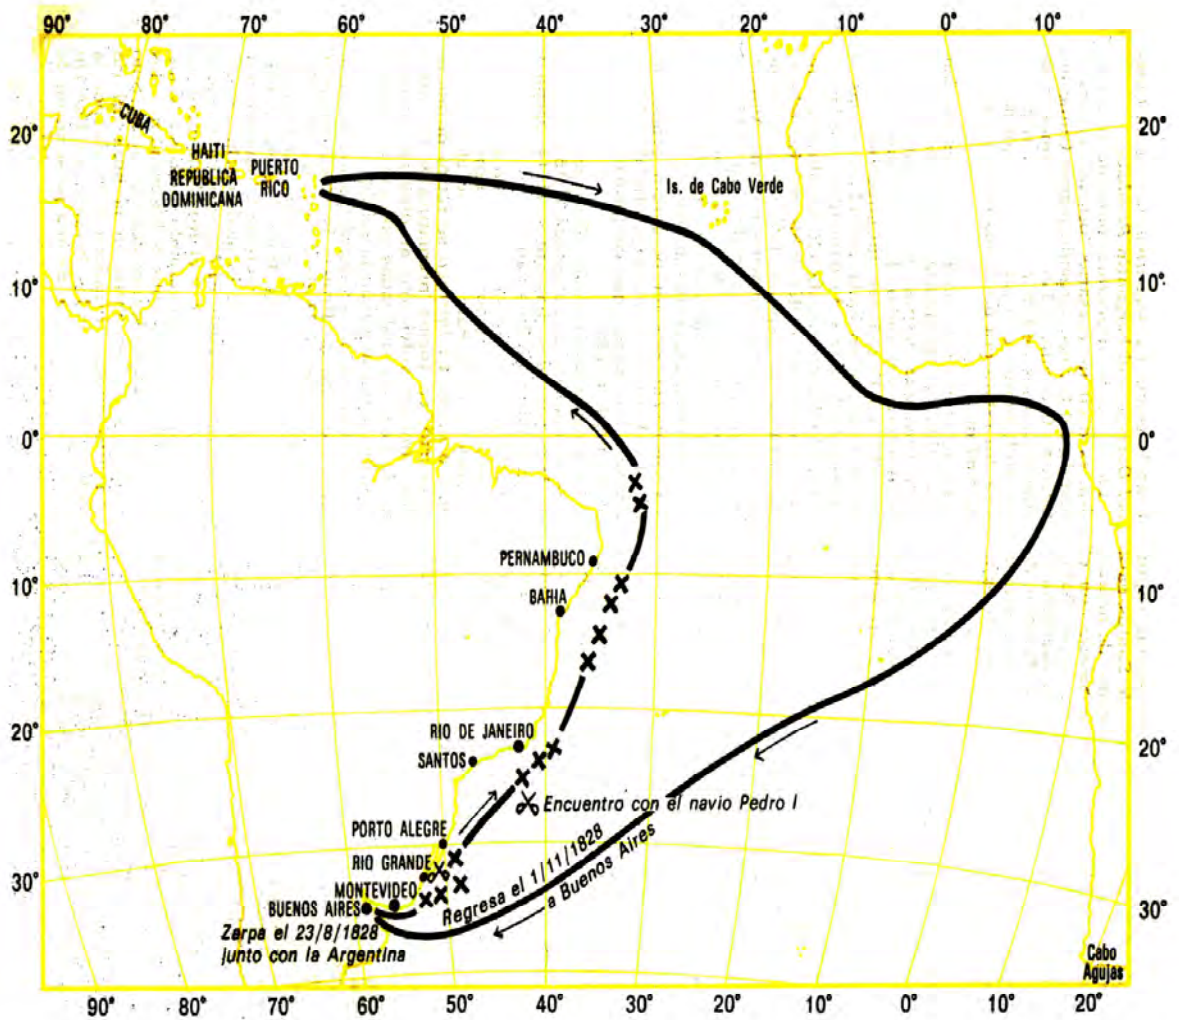 90° 80° 70° 60° 50° 40° 30° 20° 10° 0° 10°
CUBA
20° 20°
HAITI
PUERTO
RICO
REPUBLICA
DOMINICANA
Is. de Cabo Verde
10° 10°
0° 0°
PERNAMBUCO
BAHIA
10° 10°
RIO DE JANEIRO
SANTOS
20° 20°
Encuentro con el navio Pedro I
PORTO ALEGRE
RIO GRANDE
MONTEVIDEO
BUENOS AIRES
30° 30°
Regresa el 1/11/1828
a Buenos Aires
Zarpa el 23/8/1828
junto con la Argentina
Cabo
Agujas
90° 80° 70° 60° 50° 40° 30° 20° 10° 0° 10° 20°